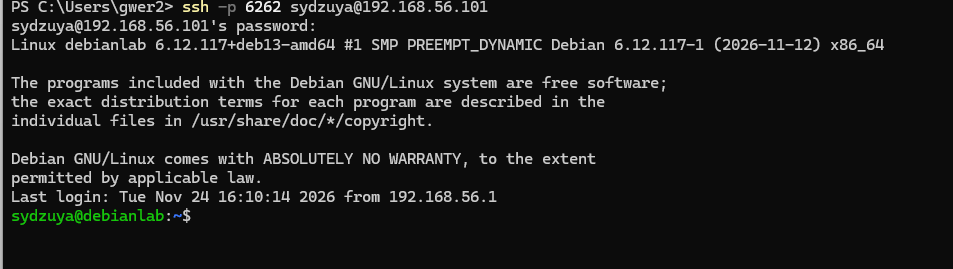 PS C:\Users\gwer2> ssh -p 6262 sydzuya@192.168.56.101
sydzuya@192.168.56.101's password:
Linux debianlab 6.12.117+deb13-amd64 #1 SMP PREEMPT_DYNAMIC Debian 6.12.117-1 (2026-11-12) x86_64
The programs included with the Debian GNU/Linux system are free software;
the exact distribution terms for each program are described in the
individual files in /usr/share/doc/*/copyright.
Debian GNU/Linux comes with ABSOLUTELY NO WARRANTY, to the extent
permitted by applicable law.
Last login: Tue Nov 24 16:10:14 2026 from 192.168.56.1
sydzuya@debianlab:~$